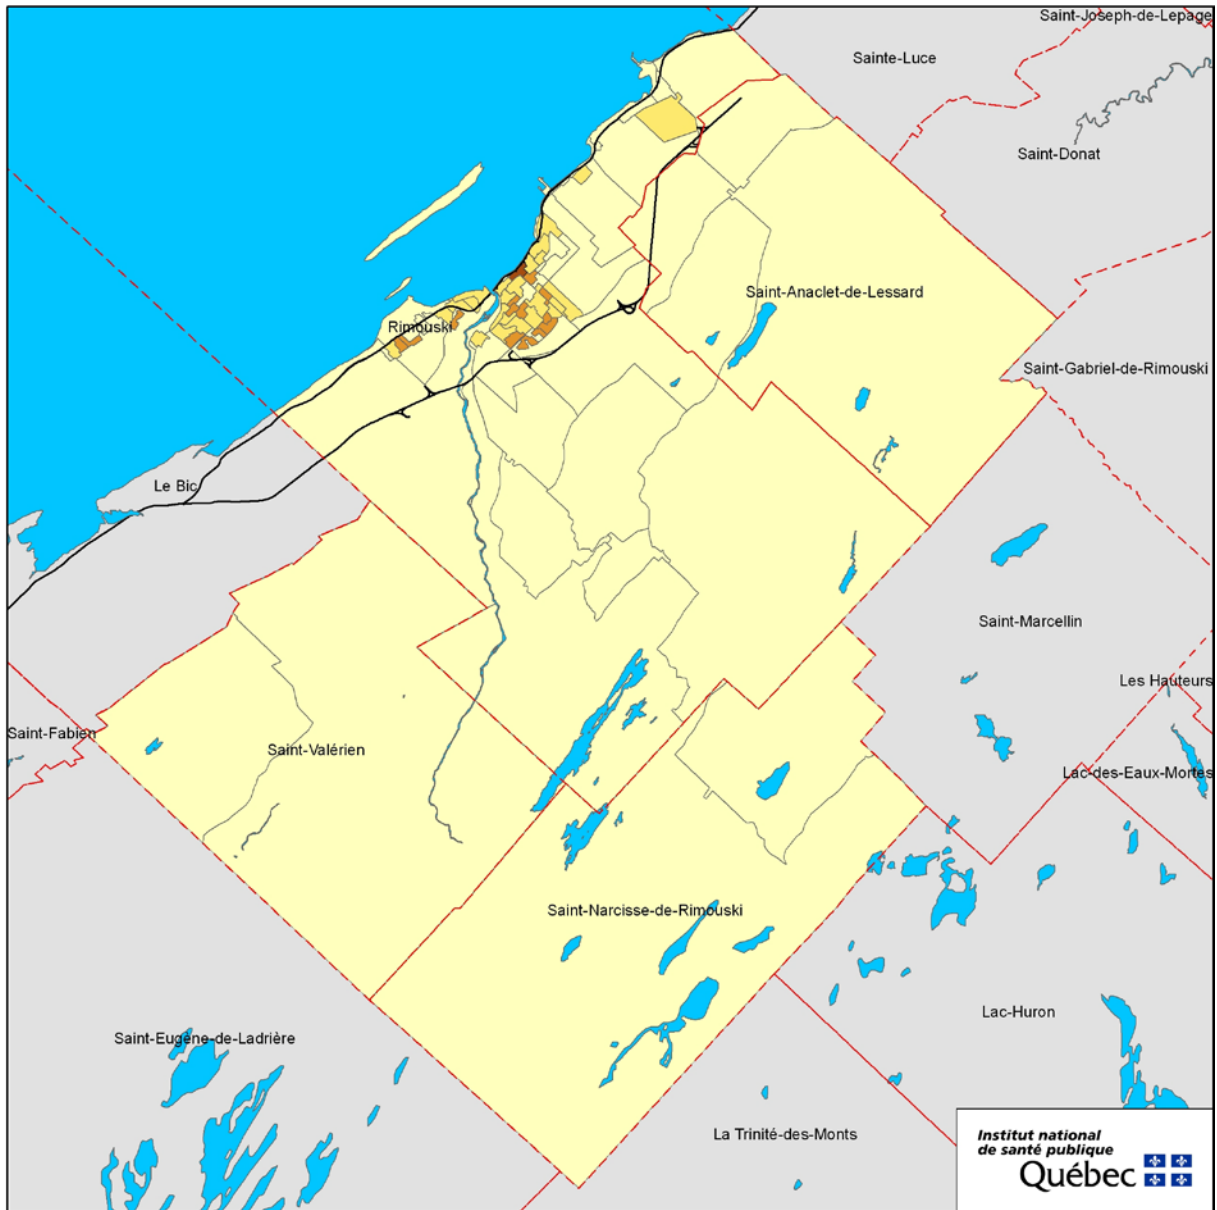 Saint-Joseph-de-Lepage
Sainte-Luce
Saint-Donat
Saint-Anaclet-de-Lessard
Rimouski
Saint-Gabriel-de-Rimouski
Le Bic
Saint-Marcellin
Les Hauteurs
Saint-Fabien
Saint-Valérien
Lac-des-Eaux-Mortes
Saint-Narcisse-de-Rimouski
Lac-Huron
Saint-Eugène-de-Ladrière
La Trinité-des-Monts
Institut national
de santé publique
Québec